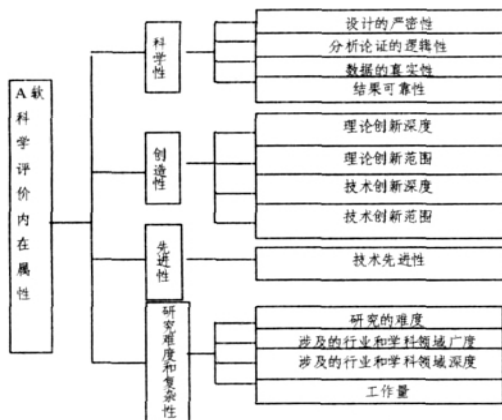 A软科学评价内在属性
科学性
设计的严密性
分析论证的逻辑性
数据的真实性
结果可靠性
创造性
理论创新深度
理论创新范围
技术创新深度
技术创新范围
先进性
技术先进性
研究难度和复杂性
研究的难度
涉及的行业和学科领域广度
涉及的行业和学科领域深度
工作量